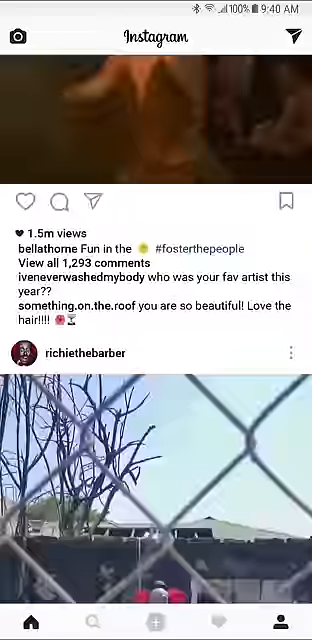 100% 9:40 AM
Instagram
1.5m views
bellathorne Fun in the 🌞 #fosterthepeople
View all 1,293 comments
iveneverwashedmybody who was your fav artist this
year??
something.on.the.roof you are so beautiful! Love the
hair!!!! 🌺
richiethebarber